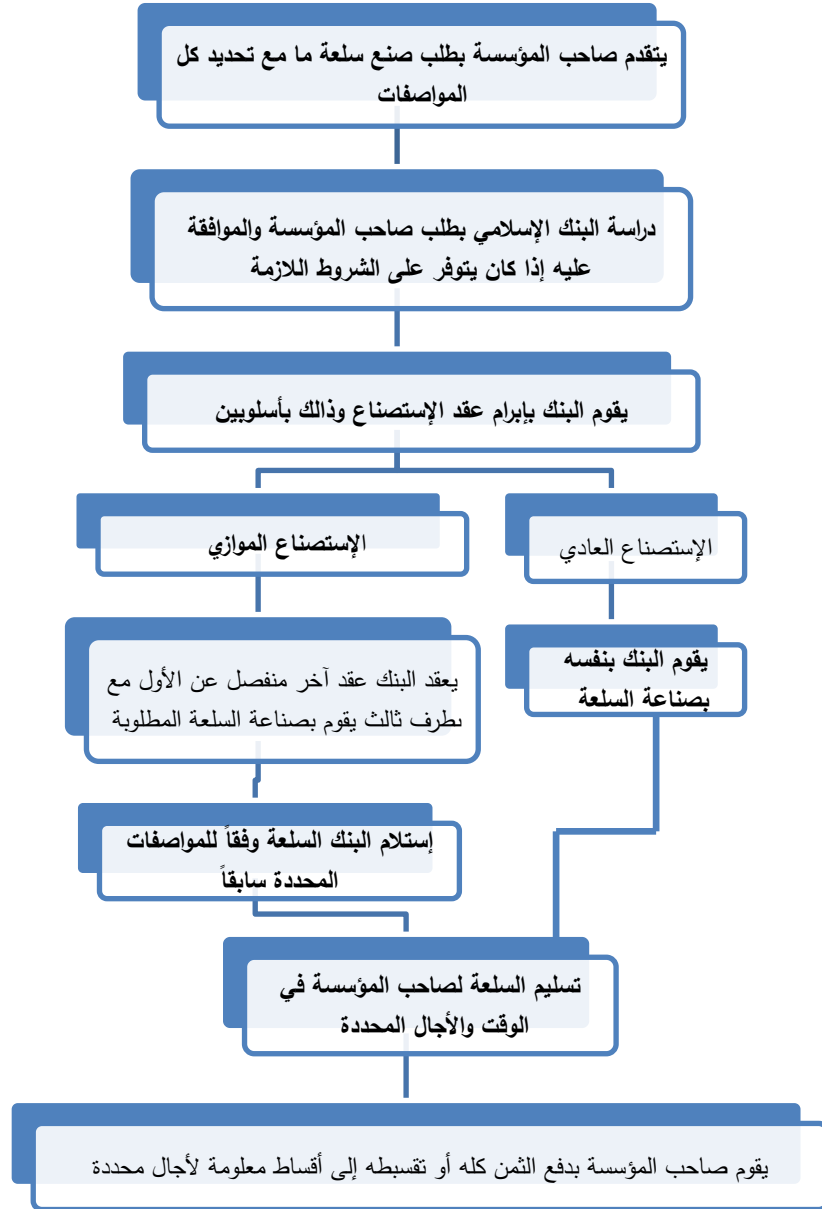 يتقدم صاحب المؤسسة بطلب صنع سلعة ما مع تحديد كل
المواصفات
دراسة البنك الإسلامي بطلب صاحب المؤسسة والموافقة
عليه إذا كان يتوفر على الشروط اللازمة
يقوم البنك بإبرام عقد الإستصناع وذالك بأسلوبين
الإستصناع العادي
الإستصناع الموازي
يقوم البنك بنفسه
بصناعة السلعة
يعقد البنك عقد آخر منفصل عن الأول مع
بطرف ثالث يقوم بصناعة السلعة المطلوبة
إستلام البنك السلعة وفقاً للمواصفات
المحددة سابقاً
تسليم السلعة لصاحب المؤسسة في
الوقت والأجال المحددة
يقوم صاحب المؤسسة بدفع الثمن كله أو تقسيطه إلى أقساط معلومة لأجال محددة